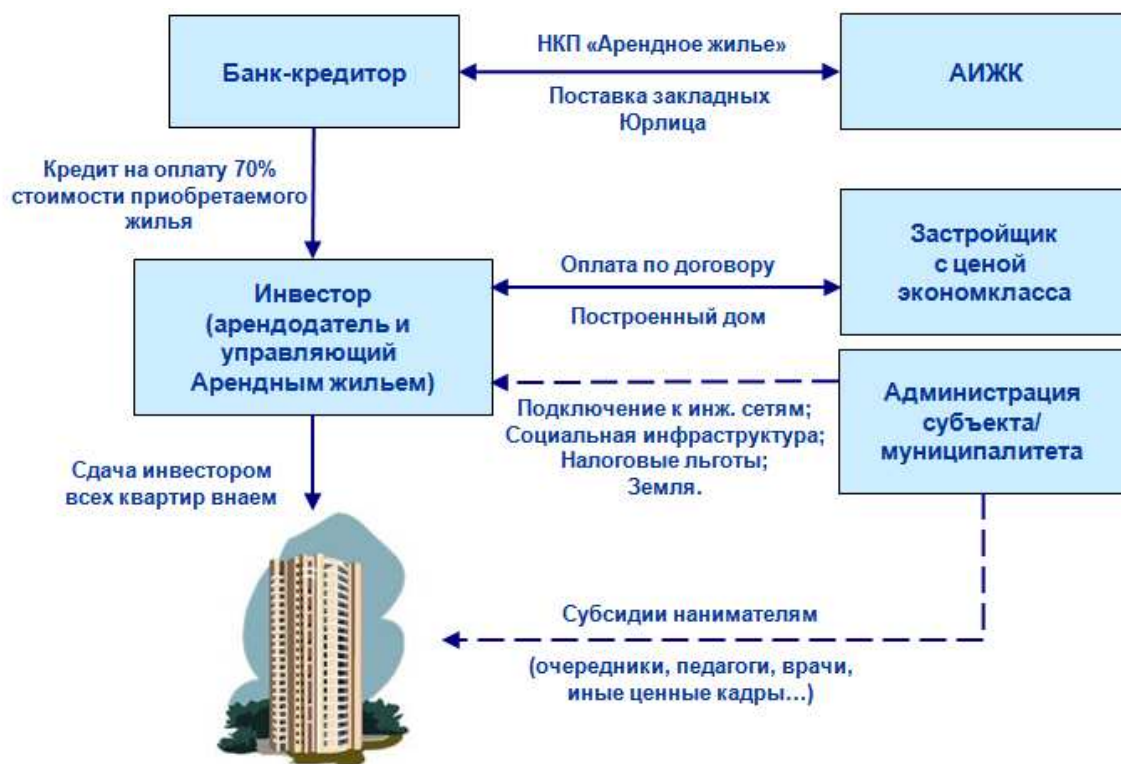 Банк-кредитор
НКП «Арендное жилье»
Поставка закладных
Юрлица
АИЖК
Кредит на оплату 70%
стоимости приобретаемого
жилья
Инвестор
(арендодатель и
управляющий
Арендным жильем)
Оплата по договору
Построенный дом
Застройщик
с ценой
экономкласса
Подключение к инж. сетям;
Социальная инфраструктура;
Налоговые льготы;
Земля.
Администрация
субъекта/
муниципалитета
Сдача инвестором
всех квартир внаем
Субсидии нанимателям
(очередники, педагоги, врачи,
иные ценные кадры...)